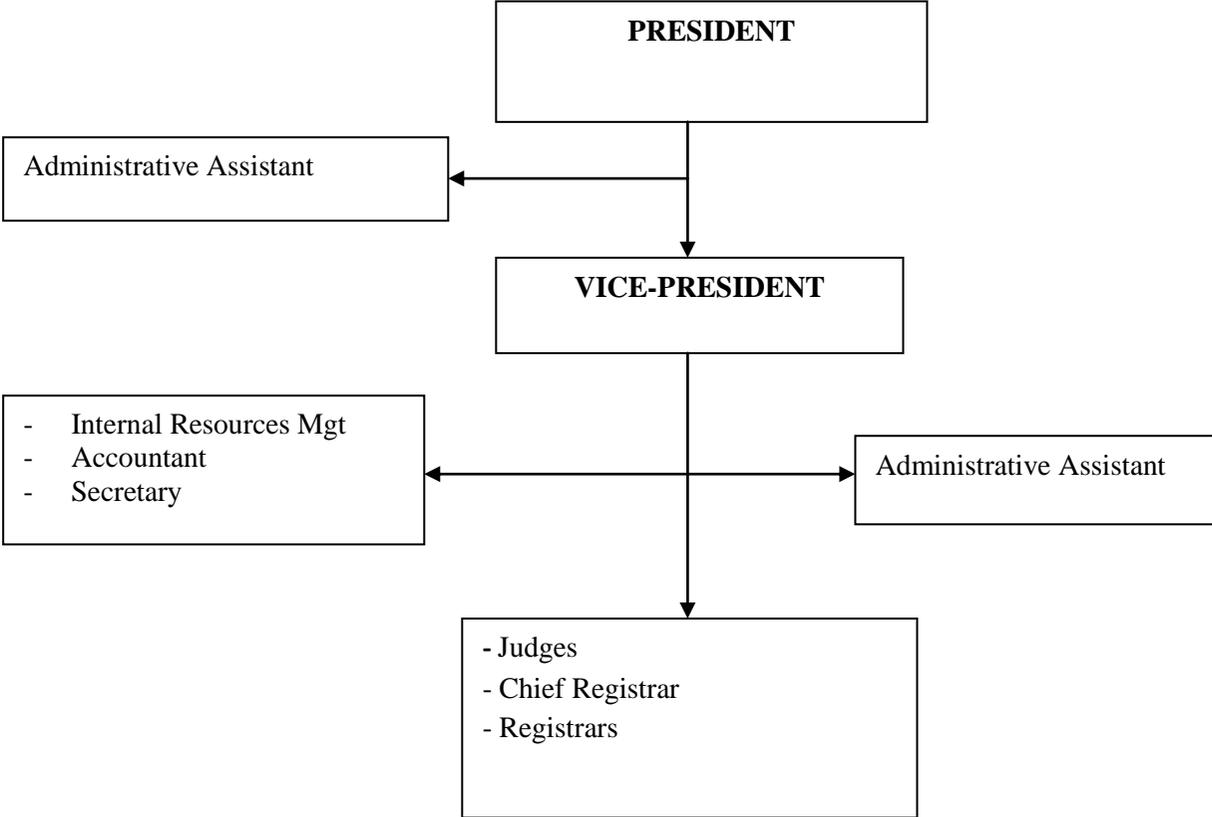 PRESIDENT
Administrative Assistant
VICE-PRESIDENT
- Internal Resources Mgt
- Accountant
- Secretary
Administrative Assistant
- Judges
- Chief Registrar
- Registrars